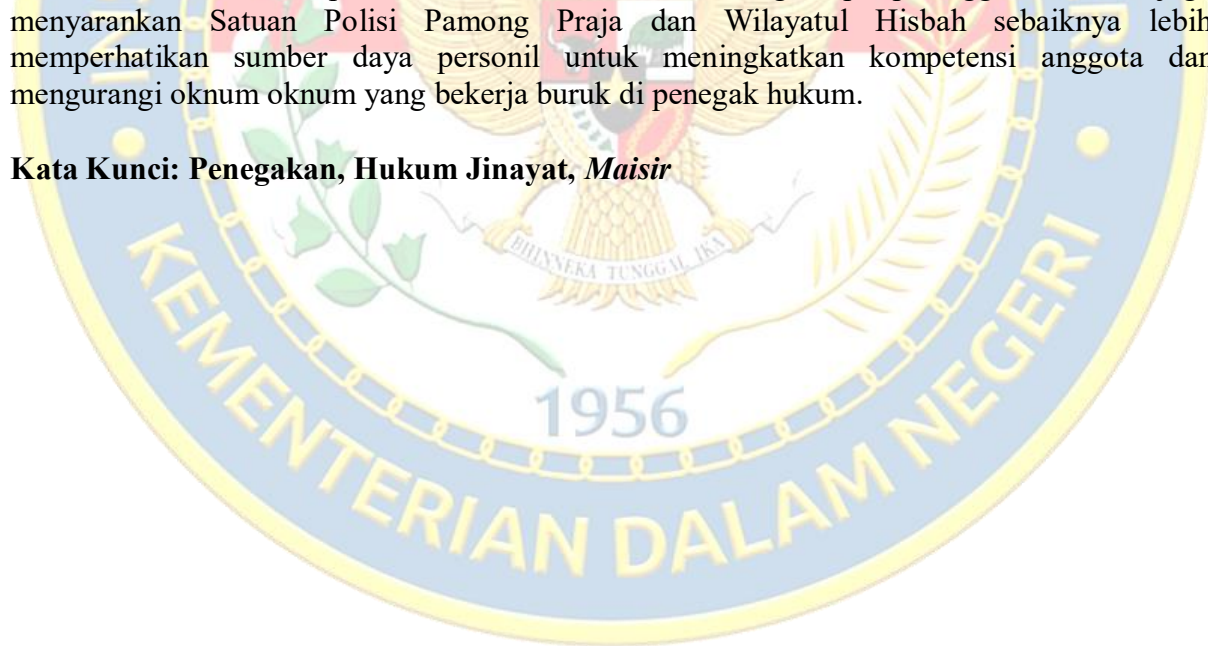 menyarankan Satuan Polisi Pamong Praja dan Wilayatul Hisbah sebaiknya lebih
memperhatikan sumber daya personil untuk meningkatkan kompetensi anggota dan
mengurangi oknum oknum yang bekerja buruk di penegak hukum.
Kata Kunci: Penegakan, Hukum Jinayat, Maisir
BHINNEKA TUNGGAL IKA
1956
KEMENTERIAN DALAM NEGERI